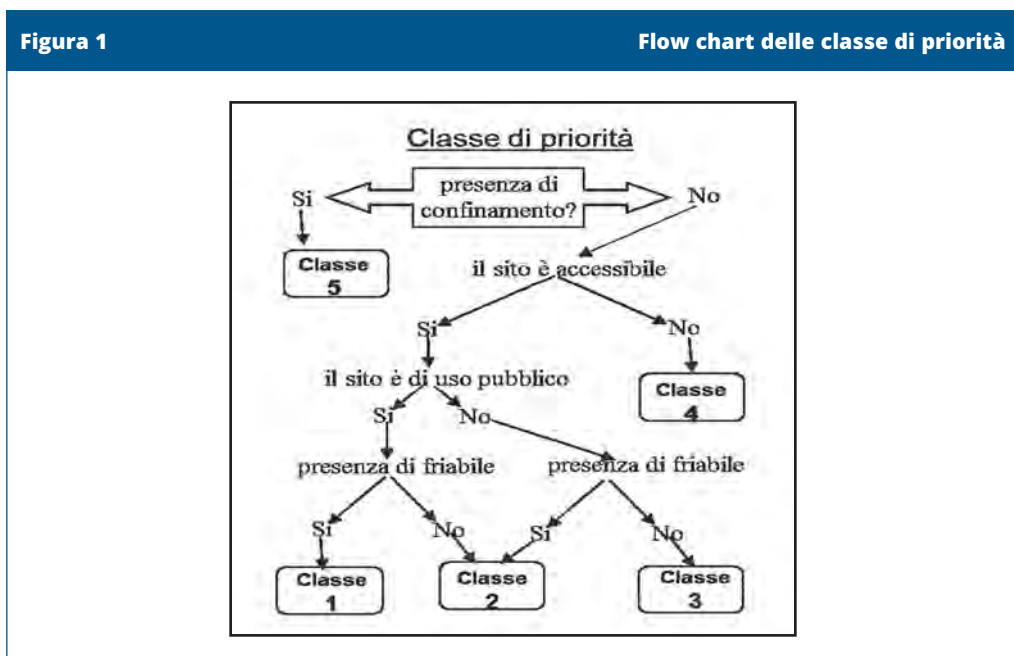 Figura 1
Flow chart delle classe di priorità
Classe di priorità
presenza di
confinamento?
Si
No
Classe
5
il sito è accessibile
Si
No
il sito è di uso pubblico
Classe
4
Si
No
presenza di friabile
presenza di friabile
Si
No
Si
No
Classe
1
Classe
2
Classe
3